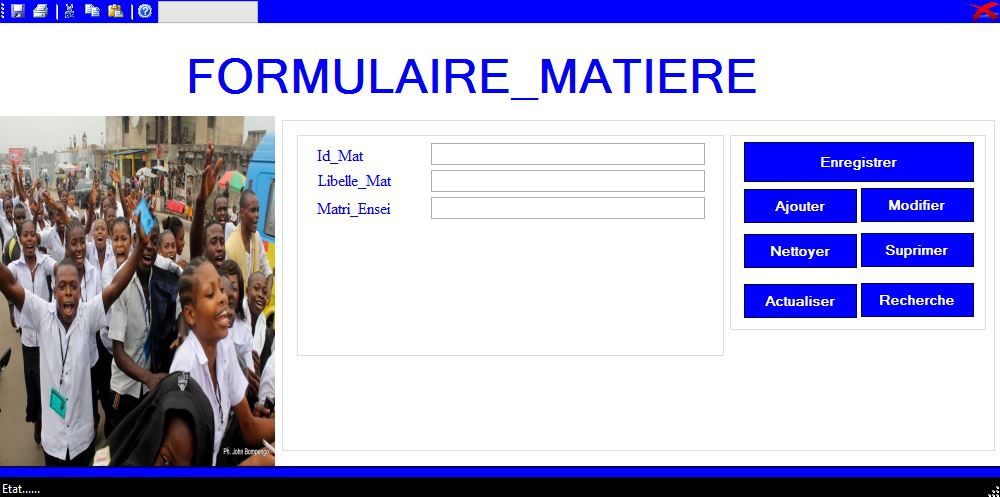 FORMULAIRE_MATIERE
Id_Mat
Libelle_Mat
Matri_Ensei
Enregistrer
Ajouter
Modifier
Nettoyer
Suprimer
Actualiser
Recherche
Ph. John Bompengo
Etat......